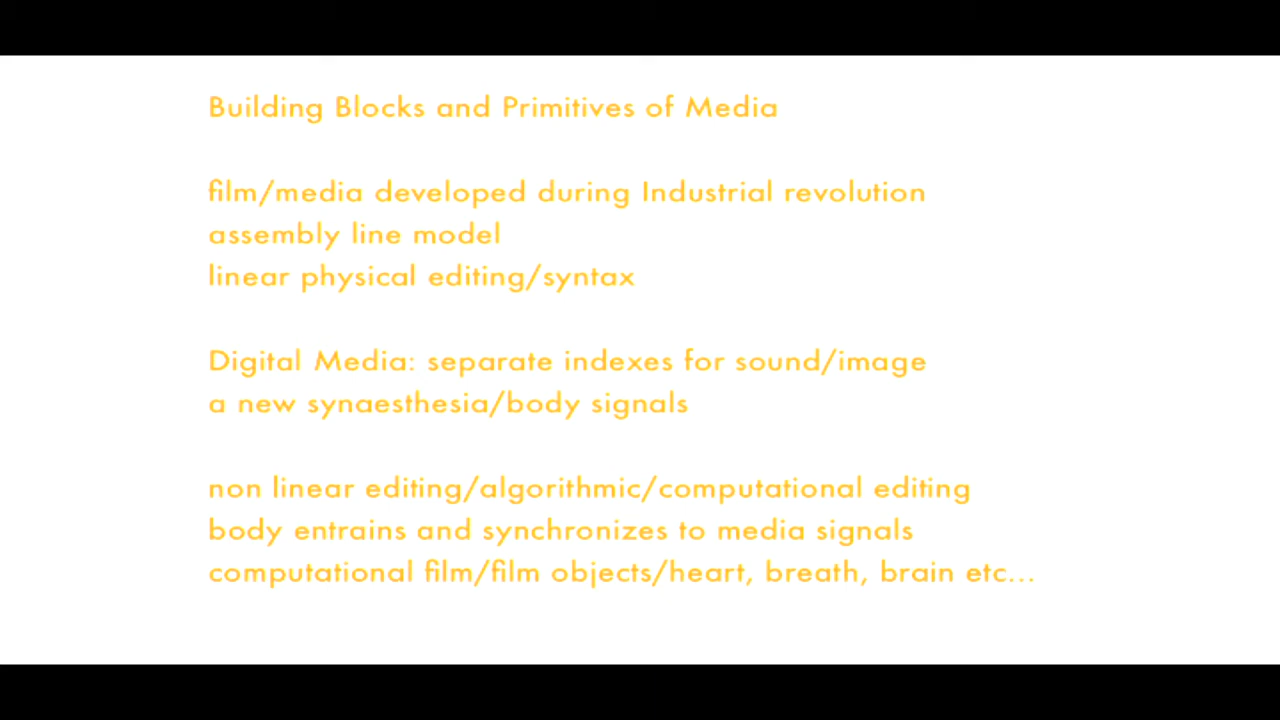 Building Blocks and Primitives of Media
film/media developed during Industrial revolution
assembly line model
linear physical editing/syntax
Digital Media: separate indexes for sound/image
a new synaesthesia/body signals
non linear editing/algorithmic/computational editing
body entrains and synchronizes to media signals
computational film/film objects/heart, breath, brain etc...